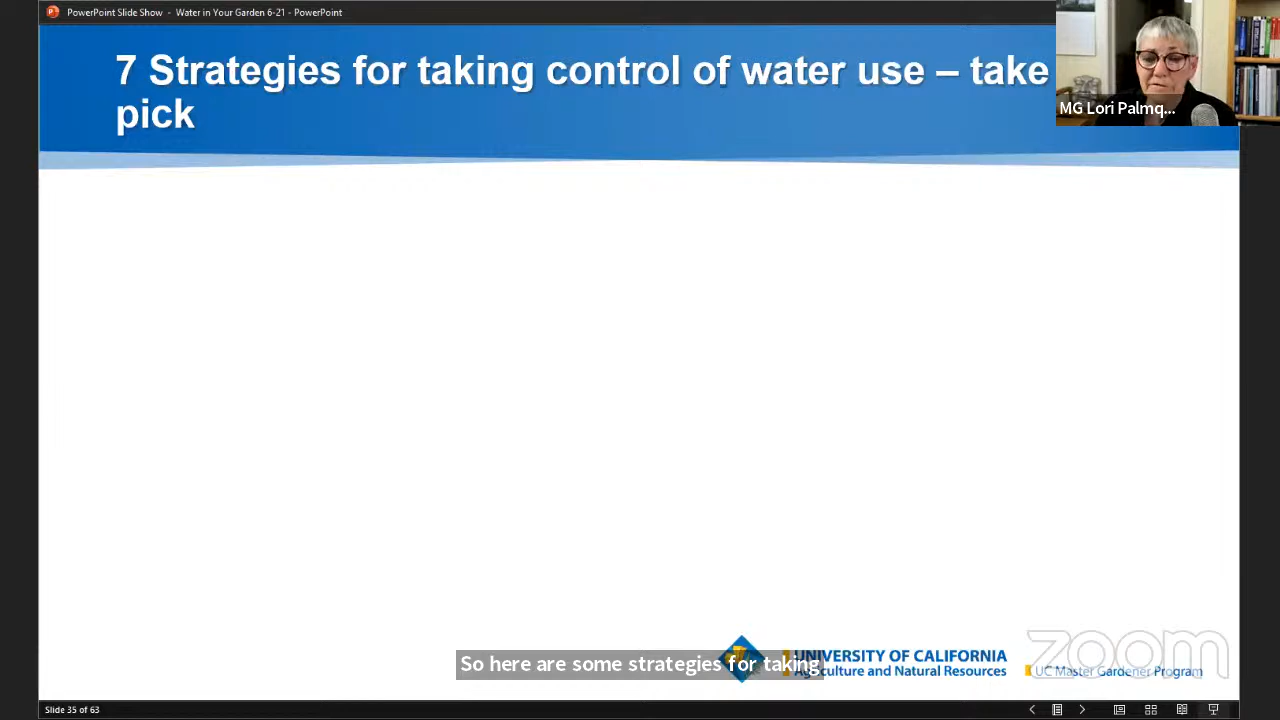 PowerPoint Slide Show - Water in Your Garden 6-21 - PowerPoint
7 Strategies for taking control of water use – take
pick
MG Lori Palmq...
So here are some strategies for taking
UNIVERSITY OF CALIFORNIA
Agriculture and Natural Resources
UC Master Gardener Program
zoom
Slide 35 of 63